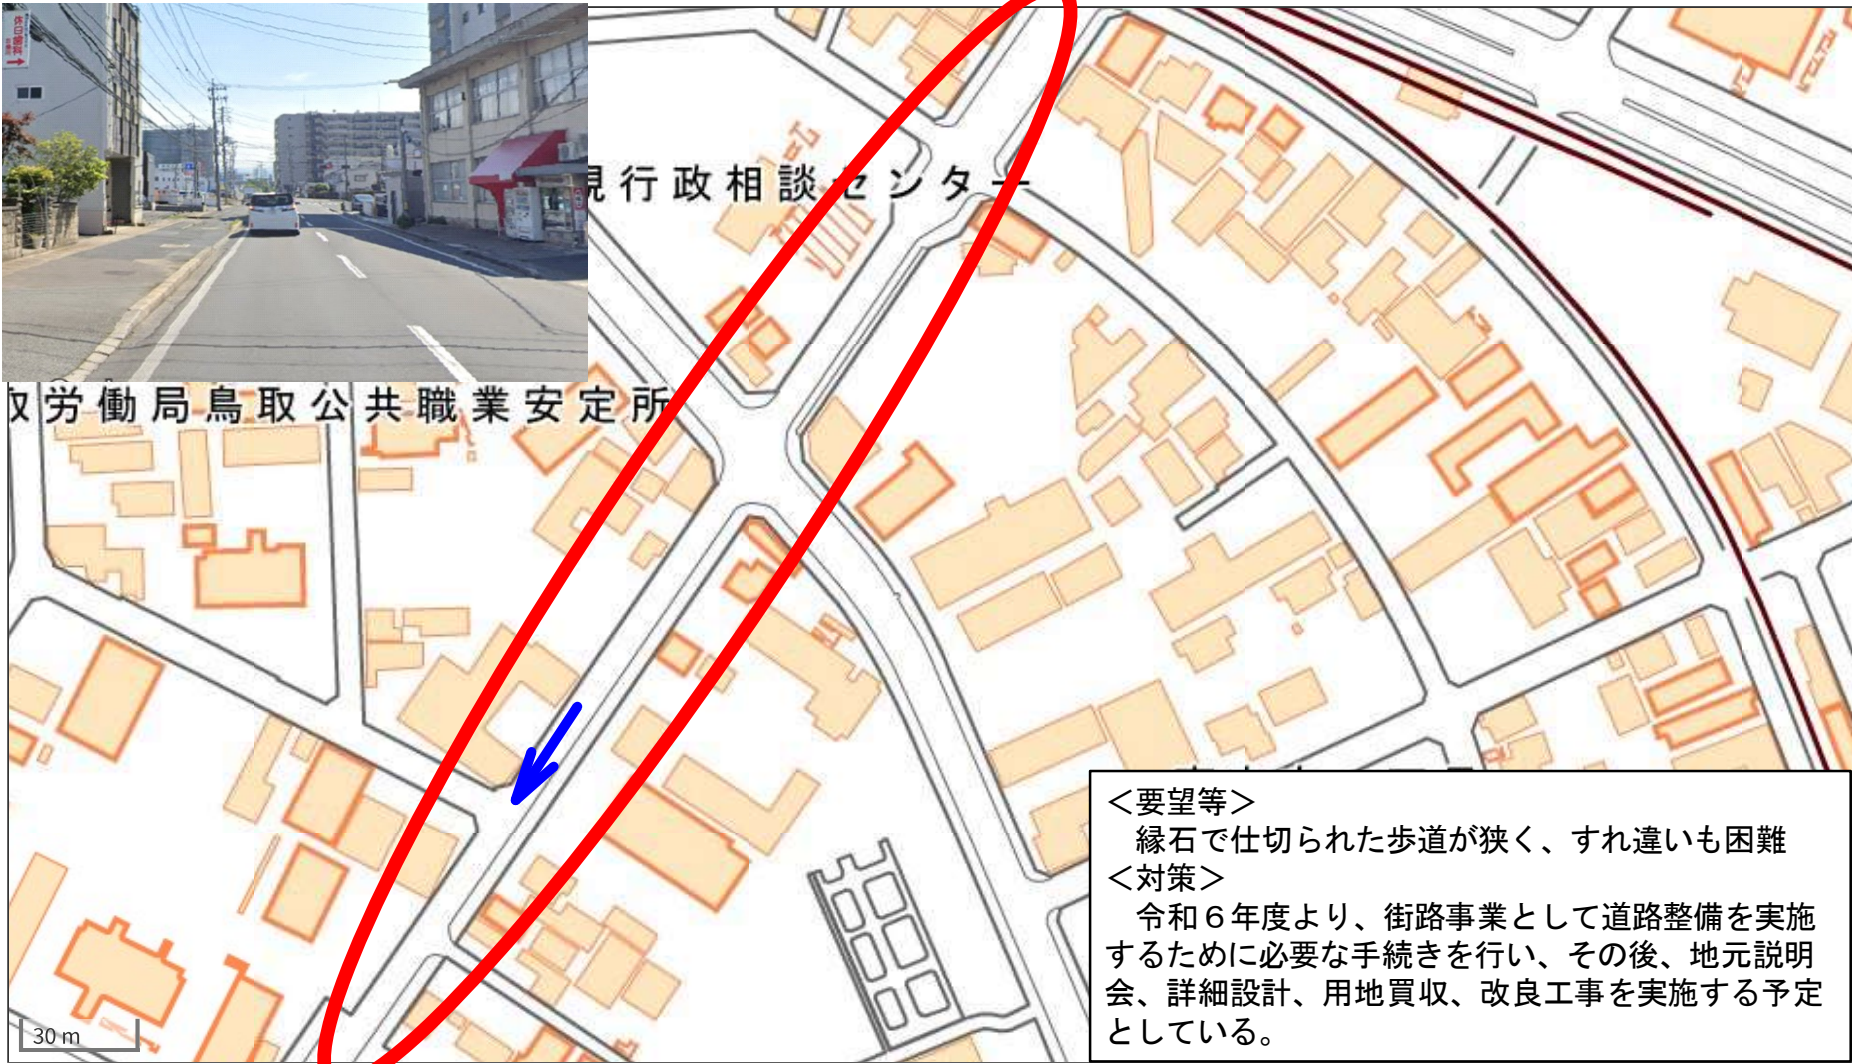 休日歯科
行政相談センター
労働局鳥取公共職業安定所
＜要望等＞
縁石で仕切られた歩道が狭く、すれ違いも困難
＜対策＞
令和６年度より、街路事業として道路整備を実施
するために必要な手続きを行い、その後、地元説明
会、詳細設計、用地買収、改良工事を実施する予定
としている。
30 m